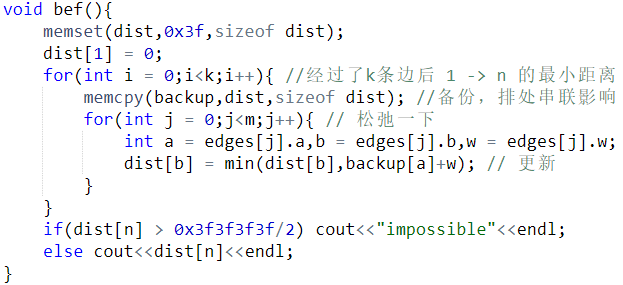 void bef(){
    memset(dist,0x3f,sizeof dist);
    dist[1] = 0;
    for(int i = 0;i<k;i++){ //经过了k条边后 1 -> n 的最小距离
        memcpy(backup,dist,sizeof dist); //备份，排处串联影响
        for(int j = 0;j<m;j++){ // 松弛一下
            int a = edges[j].a,b = edges[j].b,w = edges[j].w;
            dist[b] = min(dist[b],backup[a]+w); // 更新
        }
    }
    if(dist[n] > 0x3f3f3f3f/2) cout<<"impossible"<<endl;
    else cout<<dist[n]<<endl;
}